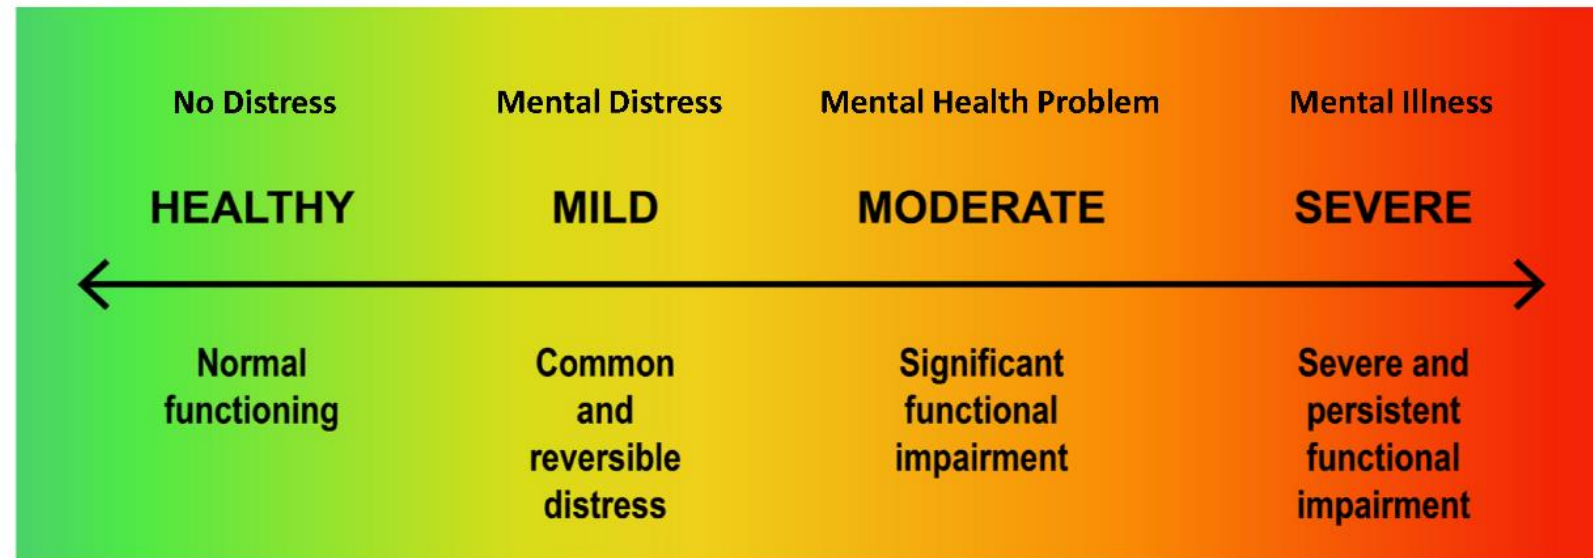 No Distress
Mental Distress
Mental Health Problem
Mental Illness
HEALTHY
MILD
MODERATE
SEVERE
Normal
functioning
Common
and
reversible
distress
Significant
functional
impairment
Severe and
persistent
functional
impairment